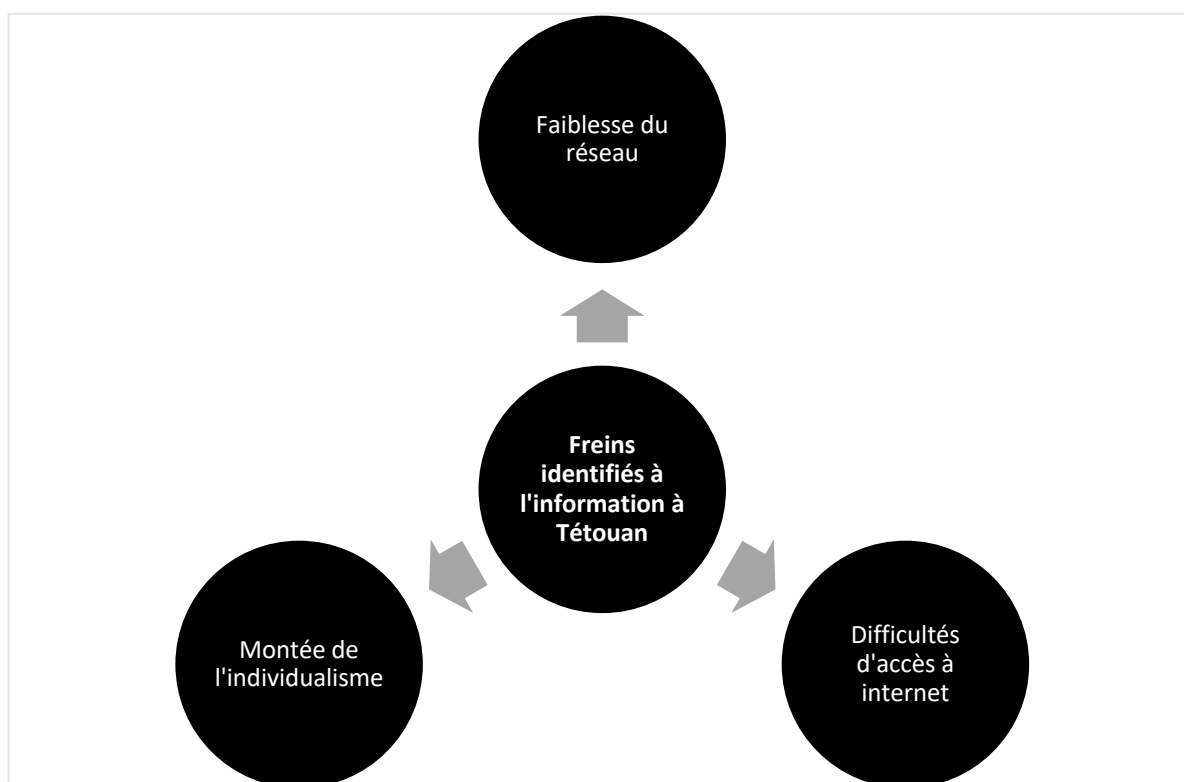 Faiblesse du
réseau
Freins
identifiés à
l'information à
Tétouan
Montée de
l'individualisme
Difficultés
d'accès à
internet